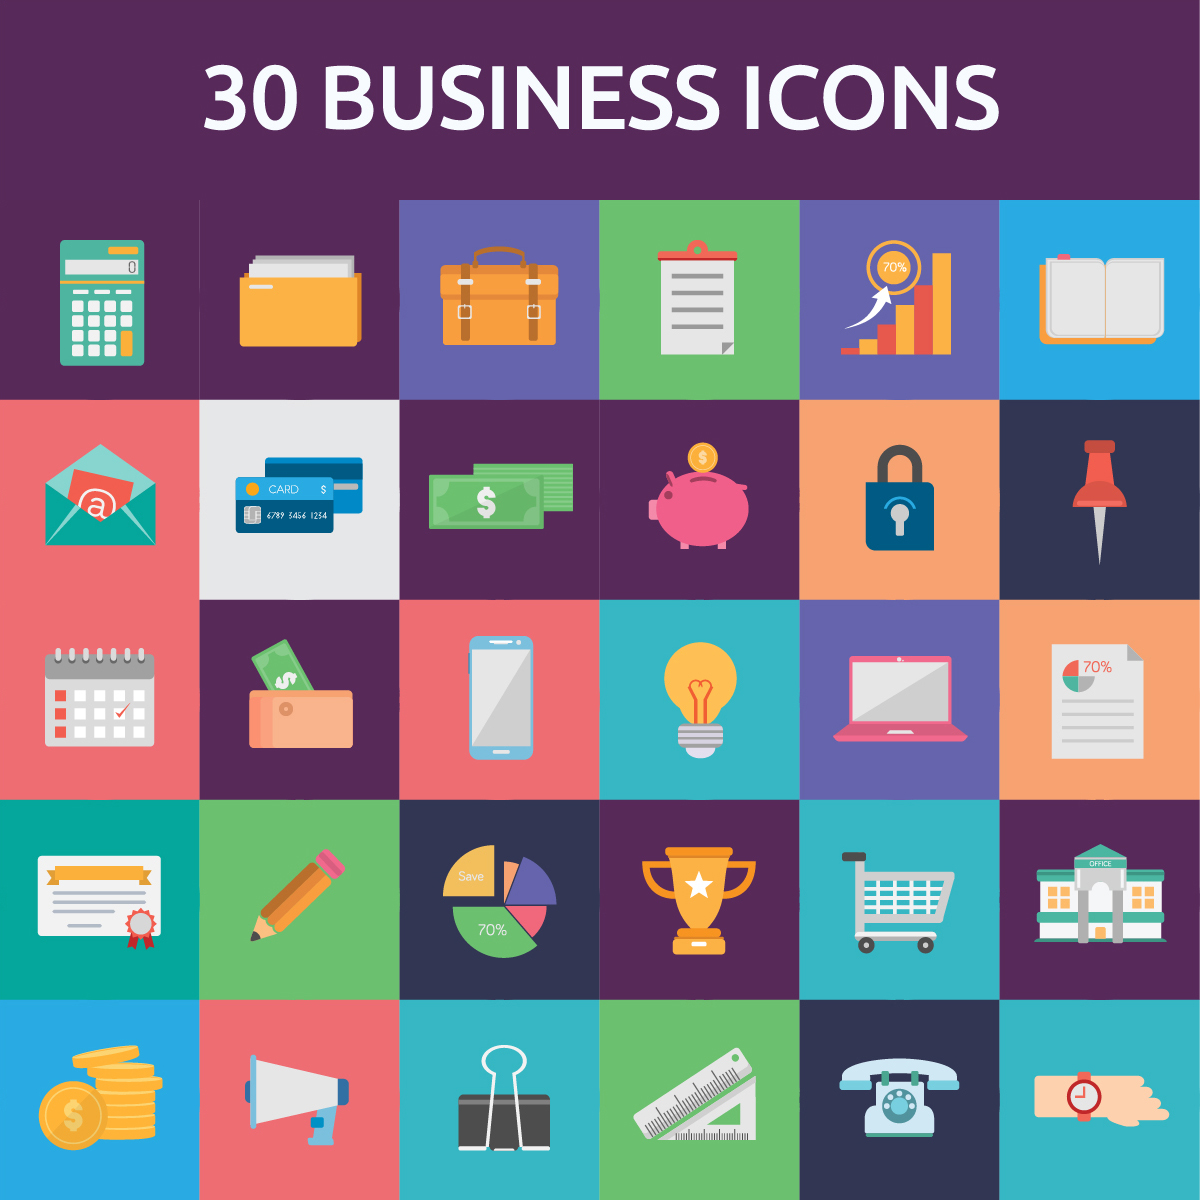 30 BUSINESS ICONS
0
70%
@
CARD $
6789 3456 1234
$
$
$
70%
Save
70%
OFFICE
$